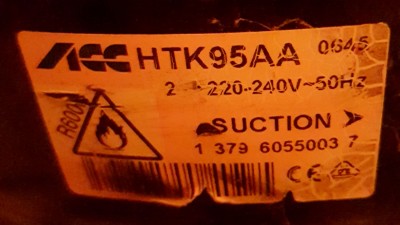 ACC HTK95AA 0645
220-240V~50Hz
R600a
SUCTION
1 379 6055003 7
CE